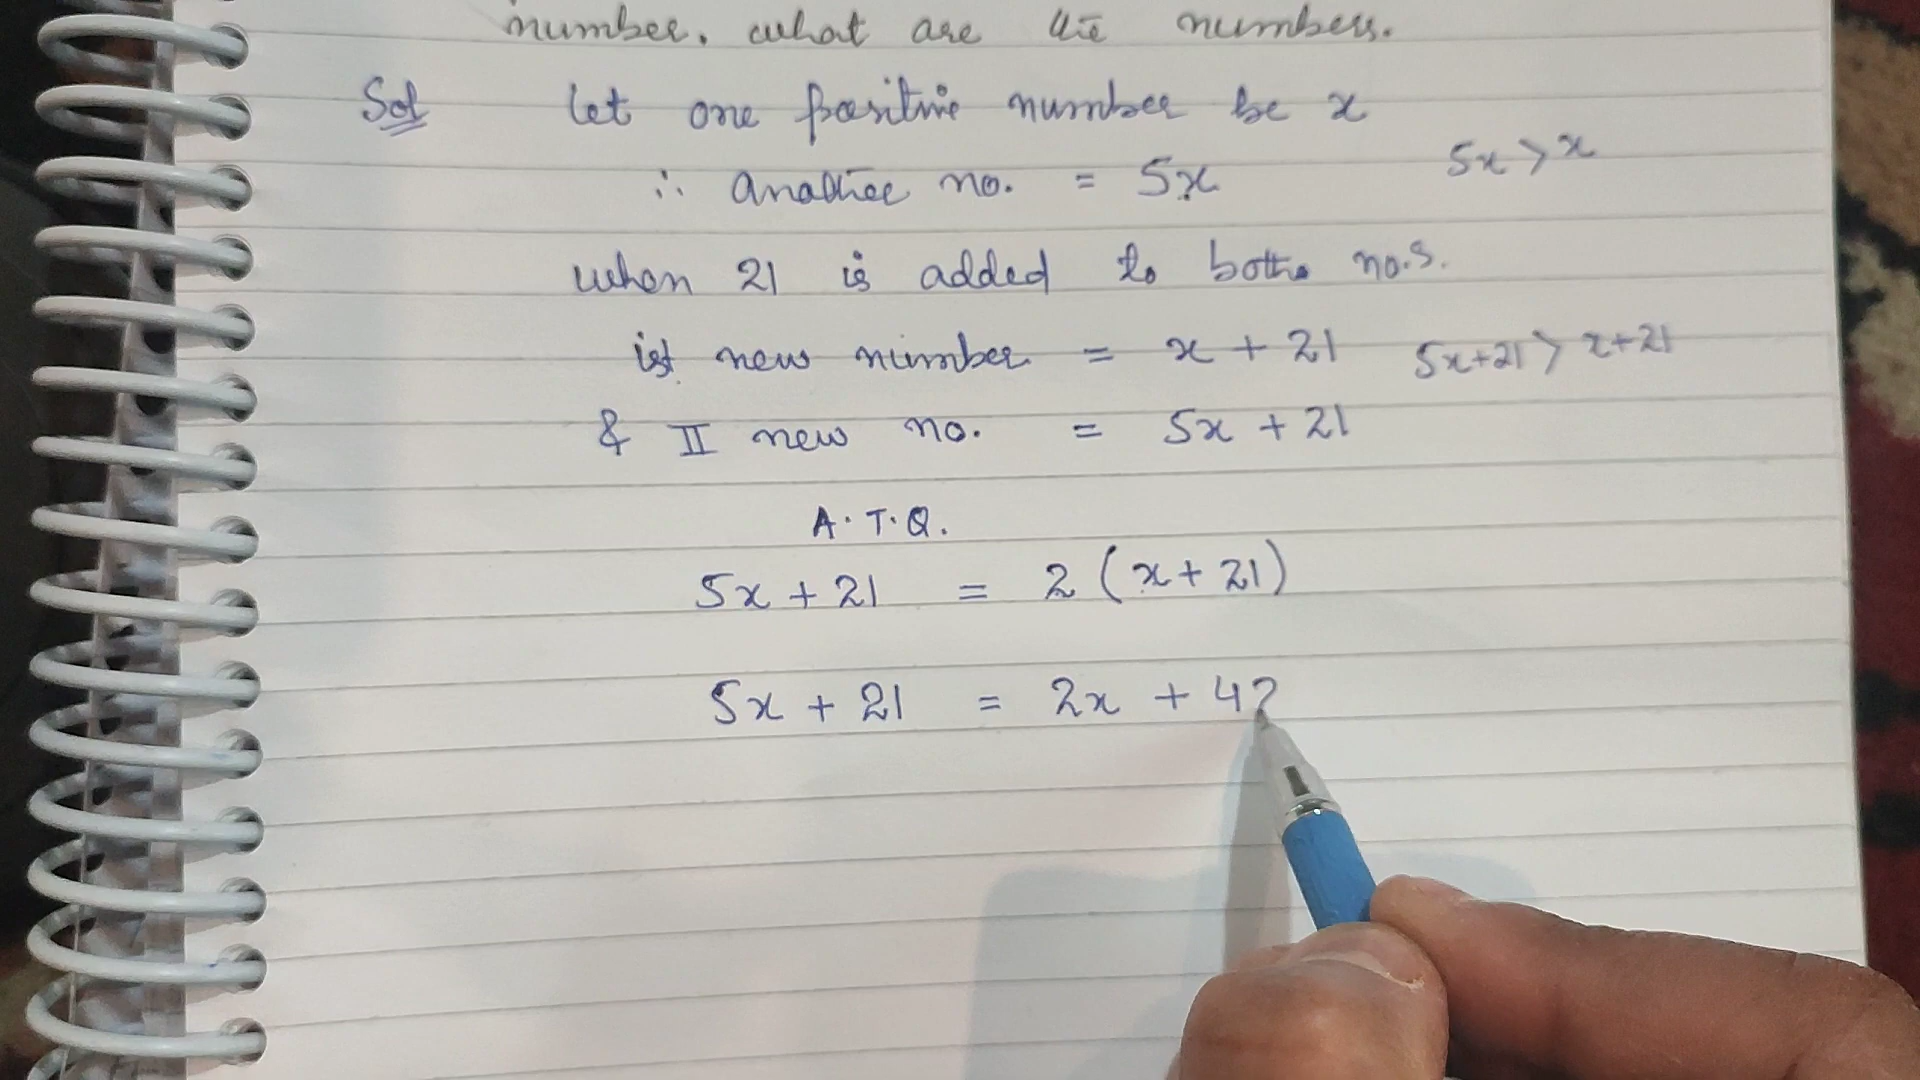 number. what are the numbers.
Sol let one positive number be x
∴ another no. = 5x 5x > x
when 21 is added to both no.s.
ist new number = x + 21 5x+21 > x+21
& II new no. = 5x + 21
A.T.Q.
5x + 21 = 2 (x + 21)
5x + 21 = 2x + 42